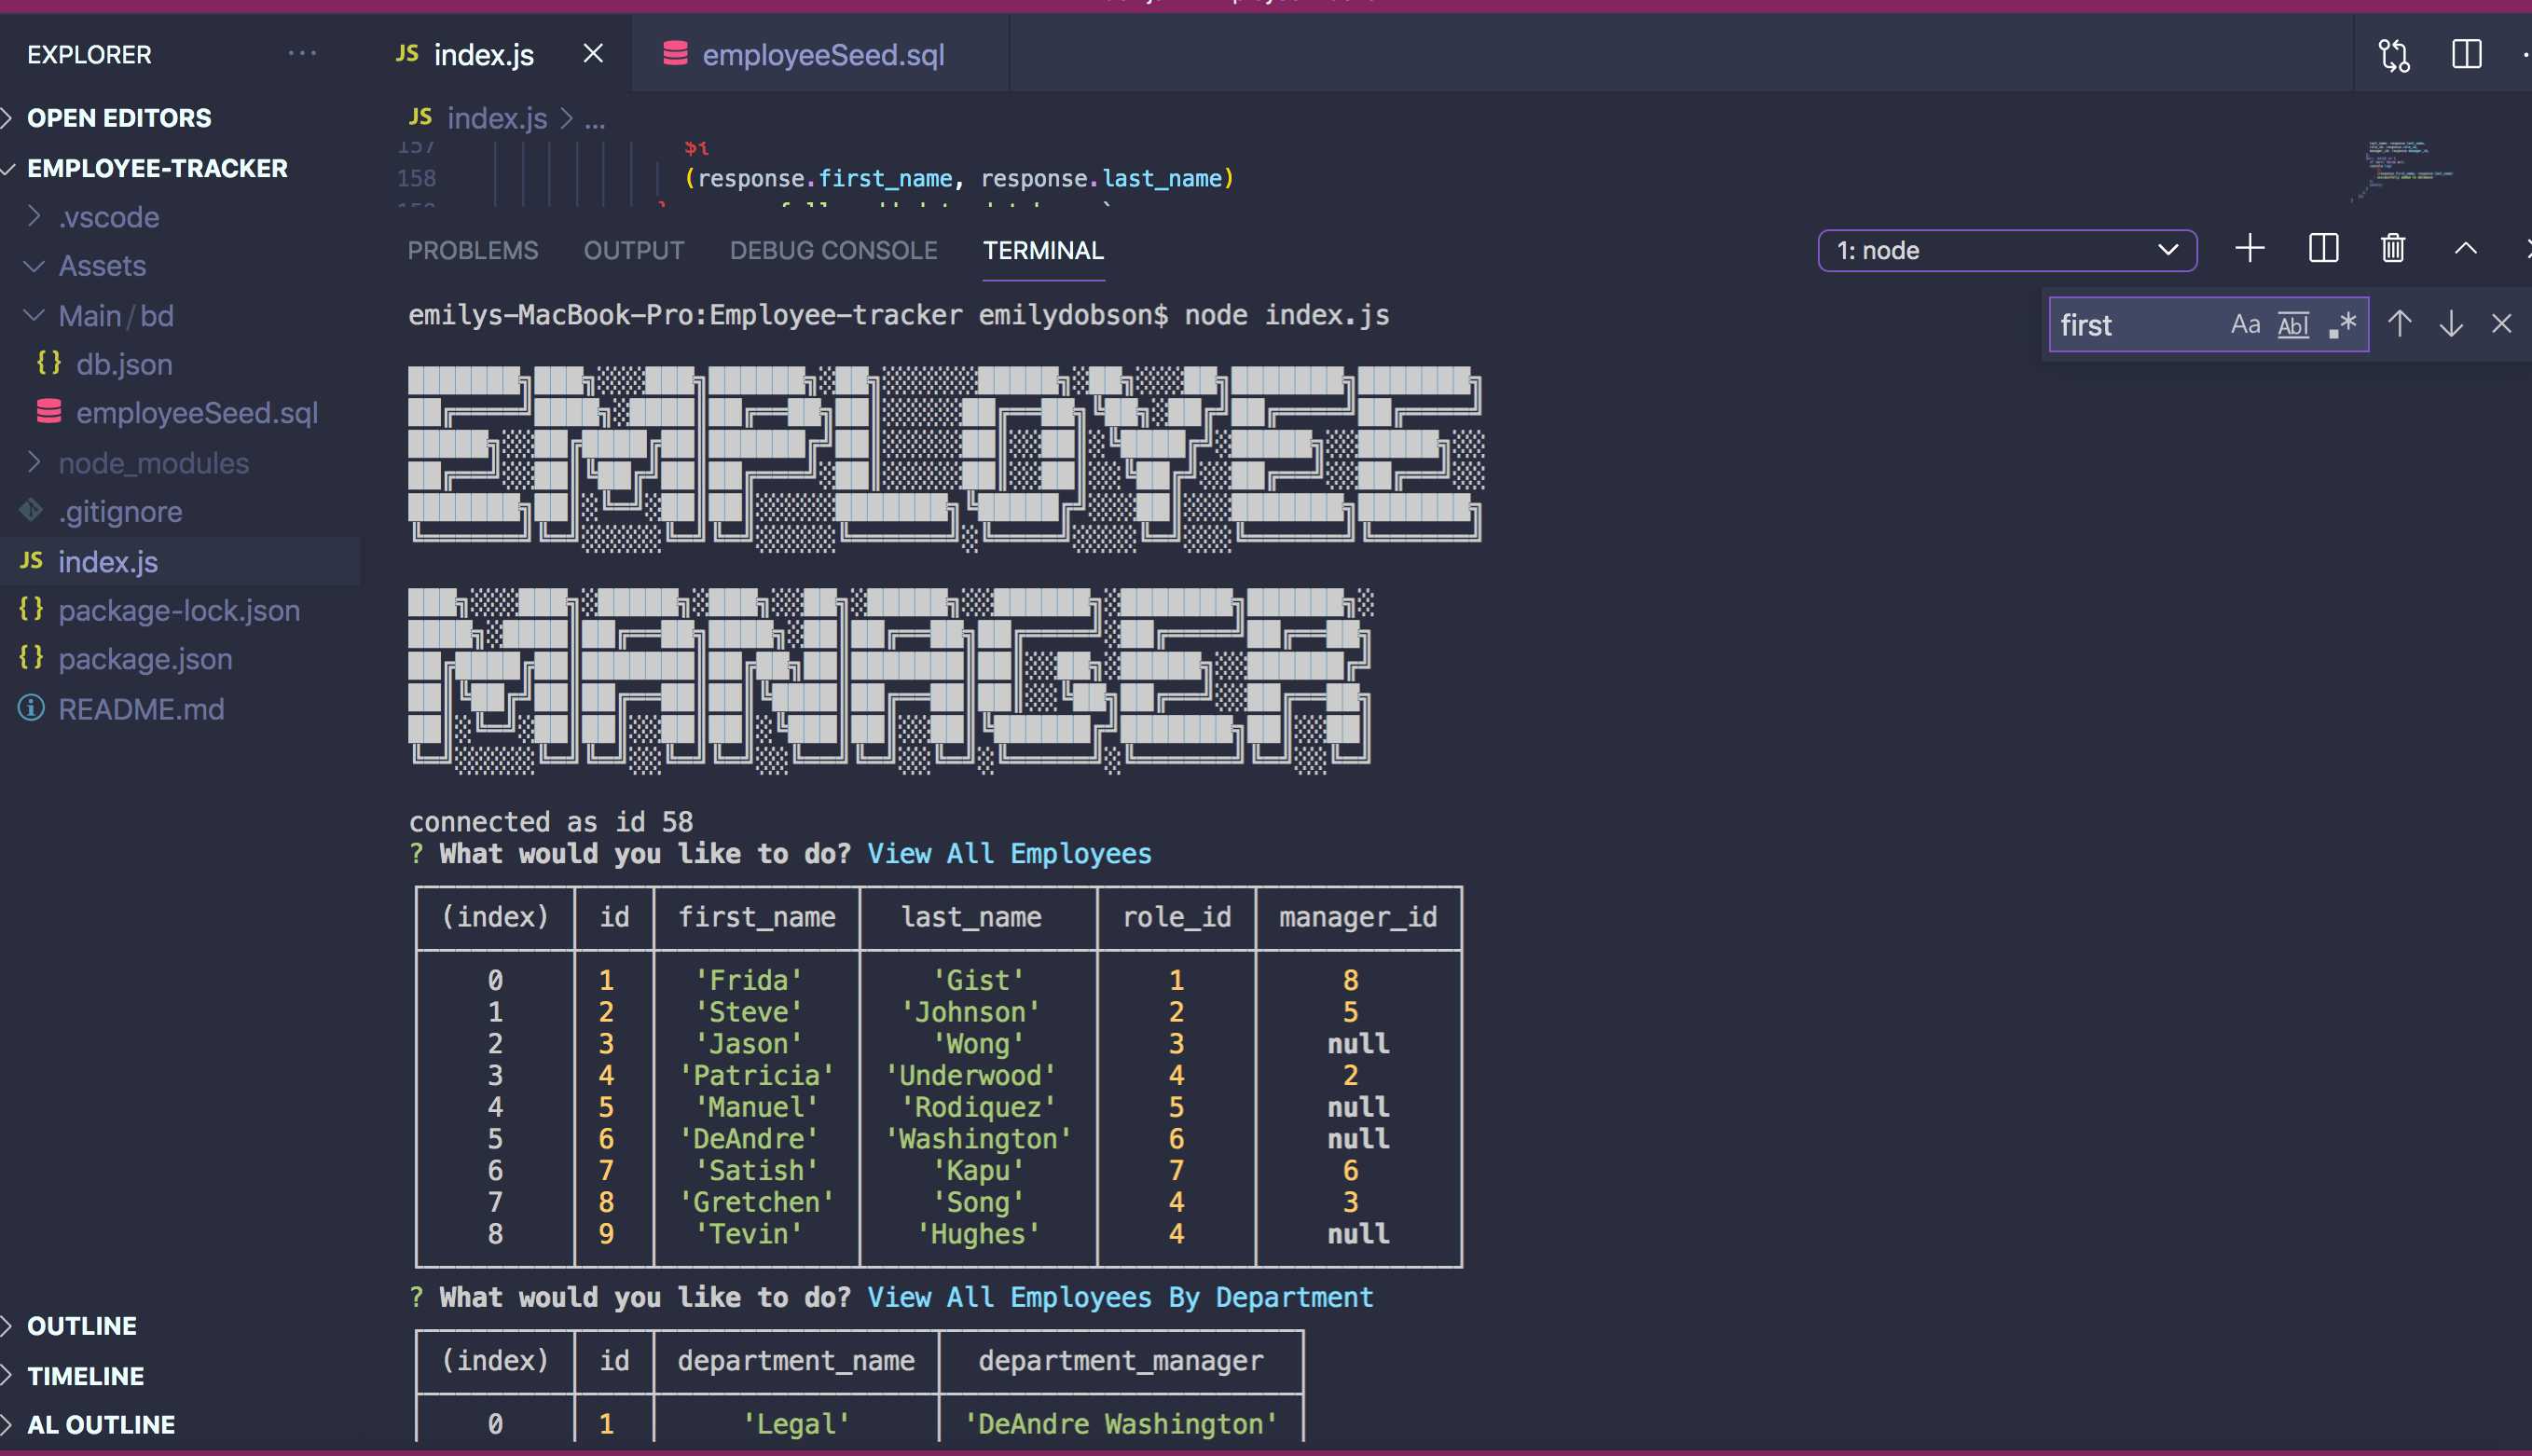 EXPLORER
OPEN EDITORS
EMPLOYEE-TRACKER
.vscode
Assets
Main/bd
db.json
employeeSeed.sql
node_modules
.gitignore
JS index.js
package-lock.json
package.json
README.md
OUTLINE
TIMELINE
AL OUTLINE
JS index.js
employeeSeed.sql
JS index.js > ...
157 ${
158 (response.first_name, response.last_name)
PROBLEMS OUTPUT DEBUG CONSOLE TERMINAL
1: node
first Aa Abl .*
emilys-MacBook-Pro:Employee-tracker emilydobson$ node index.js
EMPLOYEE
MANAGER
connected as id 58
? What would you like to do? View All Employees
(index) id first_name last_name role_id manager_id
0 1 'Frida' 'Gist' 1 8
1 2 'Steve' 'Johnson' 2 5
2 3 'Jason' 'Wong' 3 null
3 4 'Patricia' 'Underwood' 4 2
4 5 'Manuel' 'Rodiquez' 5 null
5 6 'DeAndre' 'Washington' 6 null
6 7 'Satish' 'Kapu' 7 6
7 8 'Gretchen' 'Song' 4 3
8 9 'Tevin' 'Hughes' 4 null
? What would you like to do? View All Employees By Department
(index) id department_name department_manager
0 1 'Legal' 'DeAndre Washington'